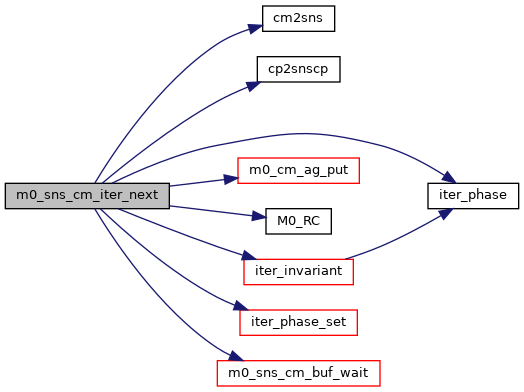 cm2sns
cp2snscp
m0_cm_ag_put
m0_sns_cm_iter_next
iter_phase
M0_RC
iter_invariant
iter_phase_set
m0_sns_cm_buf_wait